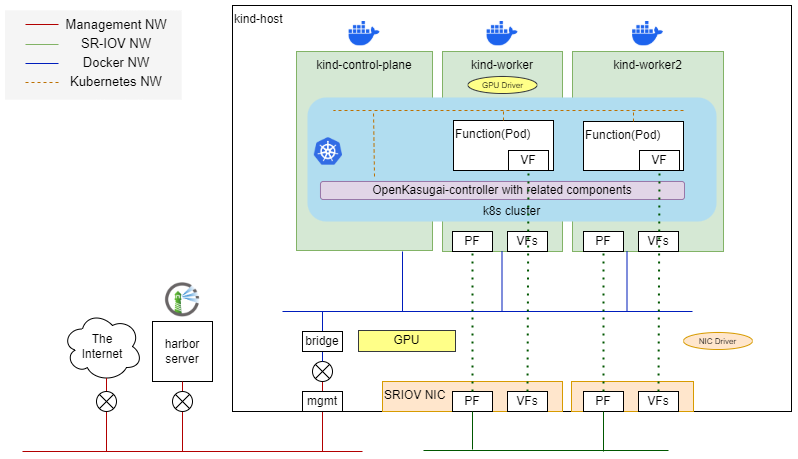 Management NW
SR-IOV NW
Docker NW
Kubernetes NW
kind-host
kind-control-plane
kind-worker
kind-worker2
GPU Driver
Function(Pod)
VF
Function(Pod)
VF
OpenKasugai-controller with related components
k8s cluster
PF
VFs
PF
VFs
The
Internet
harbor
server
bridge
GPU
NIC Driver
mgmt
SRIOV NIC
PF
VFs
PF
VFs